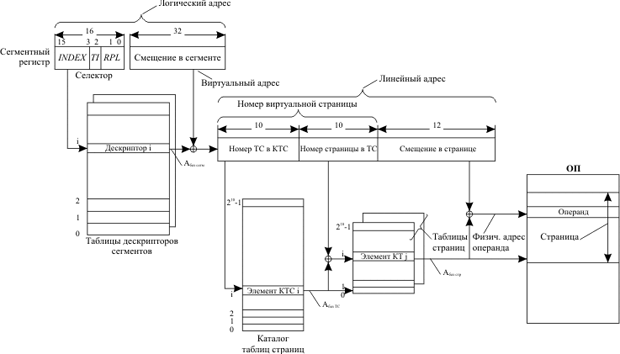 Логический адрес
16
32
15 3 2 1 0
Сегментный регистр
INDEX TI RPL
Смещение в сегменте
Селектор
Виртуальный адрес
Линейный адрес
Номер виртуальной страницы
10
10
12
i
Дескриптор i
Номер ТС в КТС
Номер страницы в ТС
Смещение в странице
ОП
2
1
0
Таблицы дескрипторов сегментов
Операнд
Страница
Физич. адрес операнда
Таблицы страниц
i
Элемент КТ j
1
0
i
Элемент КТС i
2
1
0
Каталог таблиц страниц